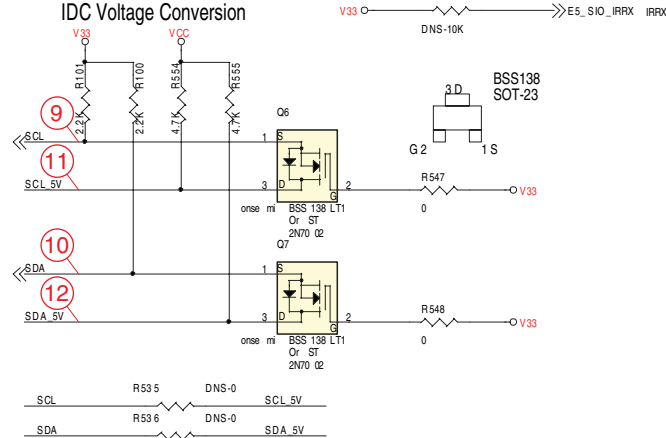 IDC Voltage Conversion
V33
DNS-10K
E5_SIO_IRRX
IRRX
V33
VCC
R101
R100
R554
R555
2.2K
2.2K
4.7K
4.7K
BSS138
SOT-23
3 D
G 2
1 S
9
SCL
11
SCL_5V
Q6
1
S
3
D
G
2
R547
0
V33
onse mi BSS 138 LT1
Or ST
2N70 02
10
SDA
12
SDA_5V
Q7
1
S
3
D
G
2
R548
0
V33
onse mi BSS 138 LT1
Or ST
2N70 02
SCL
R535
DNS-0
SCL_5V
SDA
R536
DNS-0
SDA_5V